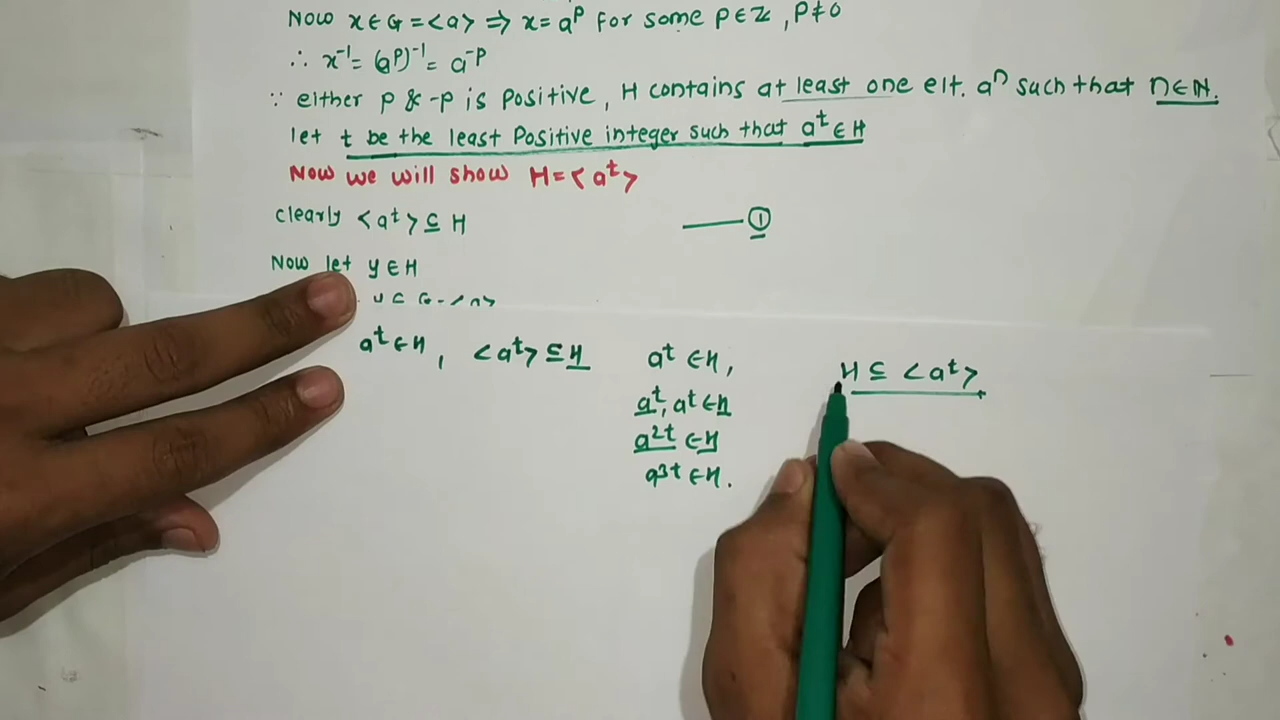 Now x ∈ G = <a> ⇒ x = a^p for some p ∈ Z, p ≠ 0
∴ x^-1 = (a^p)^-1 = a^-p
∵ either p & -p is positive, H contains at least one elt. a^n such that n ∈ N.
let t be the least positive integer such that a^t ∈ H
Now we will show H = <a^t>
clearly <a^t> ⊆ H ①
Now let y ∈ H
a^t ∈ H, <a^t> ⊆ H
a^t ∈ H,
a^t, a^t ∈ H
a^2t ∈ H
a^3t ∈ H.
H ⊆ <a^t>